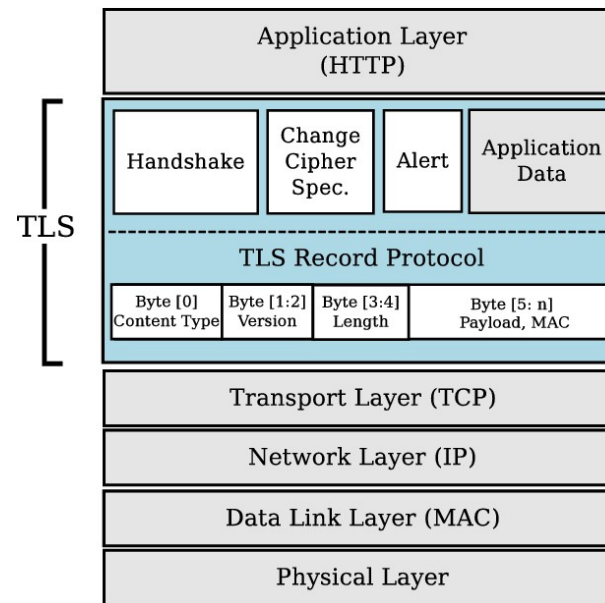 Application Layer
(HTTP)
TLS
Handshake
Change
Cipher
Spec.
Alert
Application
Data
TLS Record Protocol
Byte [0]
Content Type
Byte [1:2]
Version
Byte [3:4]
Length
Byte [5: n]
Payload, MAC
Transport Layer (TCP)
Network Layer (IP)
Data Link Layer (MAC)
Physical Layer